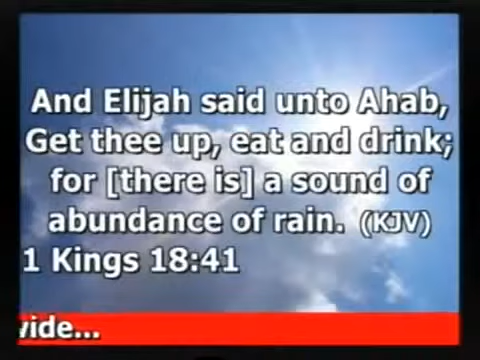 And Elijah said unto Ahab,
Get thee up, eat and drink;
for [there is] a sound of
abundance of rain. (KJV)
1 Kings 18:41